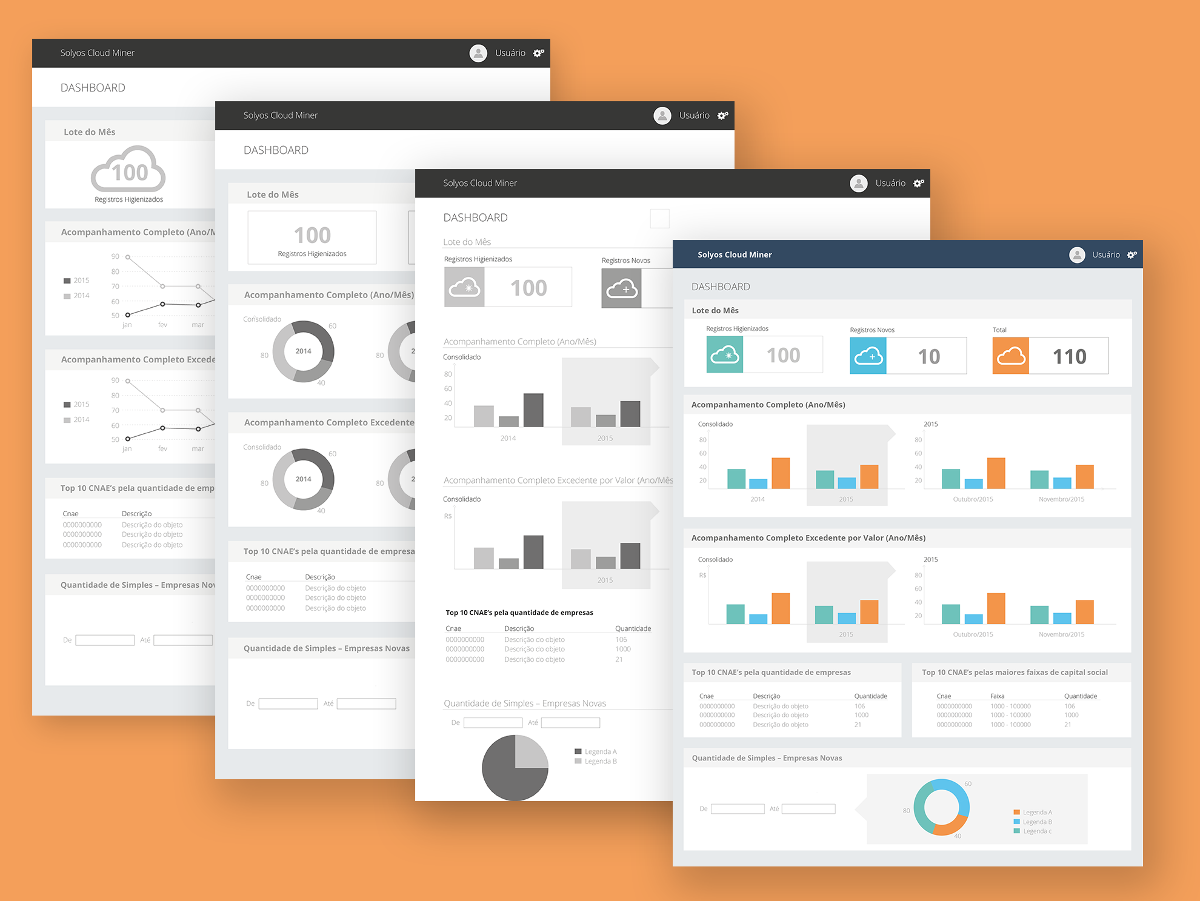 Solyos Cloud Miner
Usuário
DASHBOARD
Lote do Mês
100
Registros Higienizados
Acompanhamento Completo (Ano/M
90
80
70
60
50
2015
2014
jan fev mar
Acompanhamento Completo Excede
90
80
70
60
50
2015
2014
jan fev mar
Top 10 CNAE's pela quantidade de emp
Cnae Descrição
0000000000 Descrição do objeto
0000000000 Descrição do objeto
0000000000 Descrição do objeto
Quantidade de Simples – Empresas Nov
De Até
Solyos Cloud Miner
Usuário
DASHBOARD
Lote do Mês
100
Registros Higienizados
Acompanhamento Completo (Ano/Mês)
Consolidado
60
80 2014 80 2
40
Acompanhamento Completo Excedente
Consolidado
60
80 2014 80 2
40
Top 10 CNAE's pela quantidade de empresa
Cnae Descrição
0000000000 Descrição do objeto
0000000000 Descrição do objeto
0000000000 Descrição do objeto
Quantidade de Simples – Empresas Novas
De Até
Solyos Cloud Miner
Usuário
DASHBOARD
Lote do Mês
Registros Higienizados Registros Novos
100
Acompanhamento Completo (Ano/Mês)
Consolidado
80
60
40
20
2014 2015
Acompanhamento Completo Excedente por Valor (Ano/Mês
Consolidado
R$
2015
Top 10 CNAE's pela quantidade de empresas
Cnae Descrição Quantidade
0000000000 Descrição do objeto 106
0000000000 Descrição do objeto 1000
0000000000 Descrição do objeto 21
Quantidade de Simples – Empresas Novas
De Até
Legenda A
Legenda B
Solyos Cloud Miner
Usuário
DASHBOARD
Lote do Mês
Registros Higienizados Registros Novos Total
100 10 110
Acompanhamento Completo (Ano/Mês)
Consolidado 2015
80 80
60 60
40 40
20 20
2014 2015 Outubro/2015 Novembro/2015
Acompanhamento Completo Excedente por Valor (Ano/Mês)
Consolidado 2015
R$ 80
60
40
20
2015 Outubro/2015 Novembro/2015
Top 10 CNAE's pela quantidade de empresas
Cnae Descrição Quantidade
0000000000 Descrição do objeto 106
0000000000 Descrição do objeto 1000
0000000000 Descrição do objeto 21
Top 10 CNAE's pelas maiores faixas de capital social
Cnae Faixa Quantidade
0000000000 1000 - 100000 106
0000000000 1000 - 100000 1000
0000000000 1000 - 100000 21
Quantidade de Simples – Empresas Novas
De Até
60
80
40
Legenda A
Legenda B
Legenda c